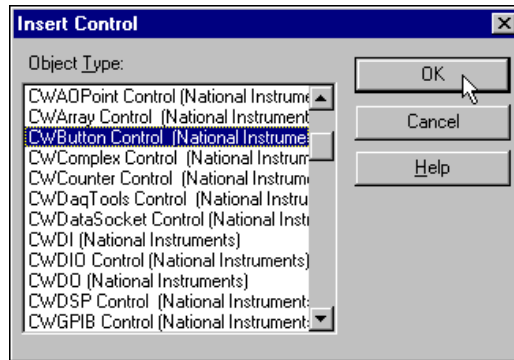 Insert Control
Object Type:
CWAOPoint Control (National Instrume
CWArray Control (National Instrument
CWButton Control (National Instrume
CWComplex Control (National Instrum
CWCounter Control (National Instrum
CWDaqTools Control (National Instru
CWDataSocket Control (National Instr
CWDI (National Instruments)
CWDIO Control (National Instruments)
CWDO (National Instruments)
CWDSP Control (National Instrument
CWGPIB Control (National Instrument
OK
Cancel
Help